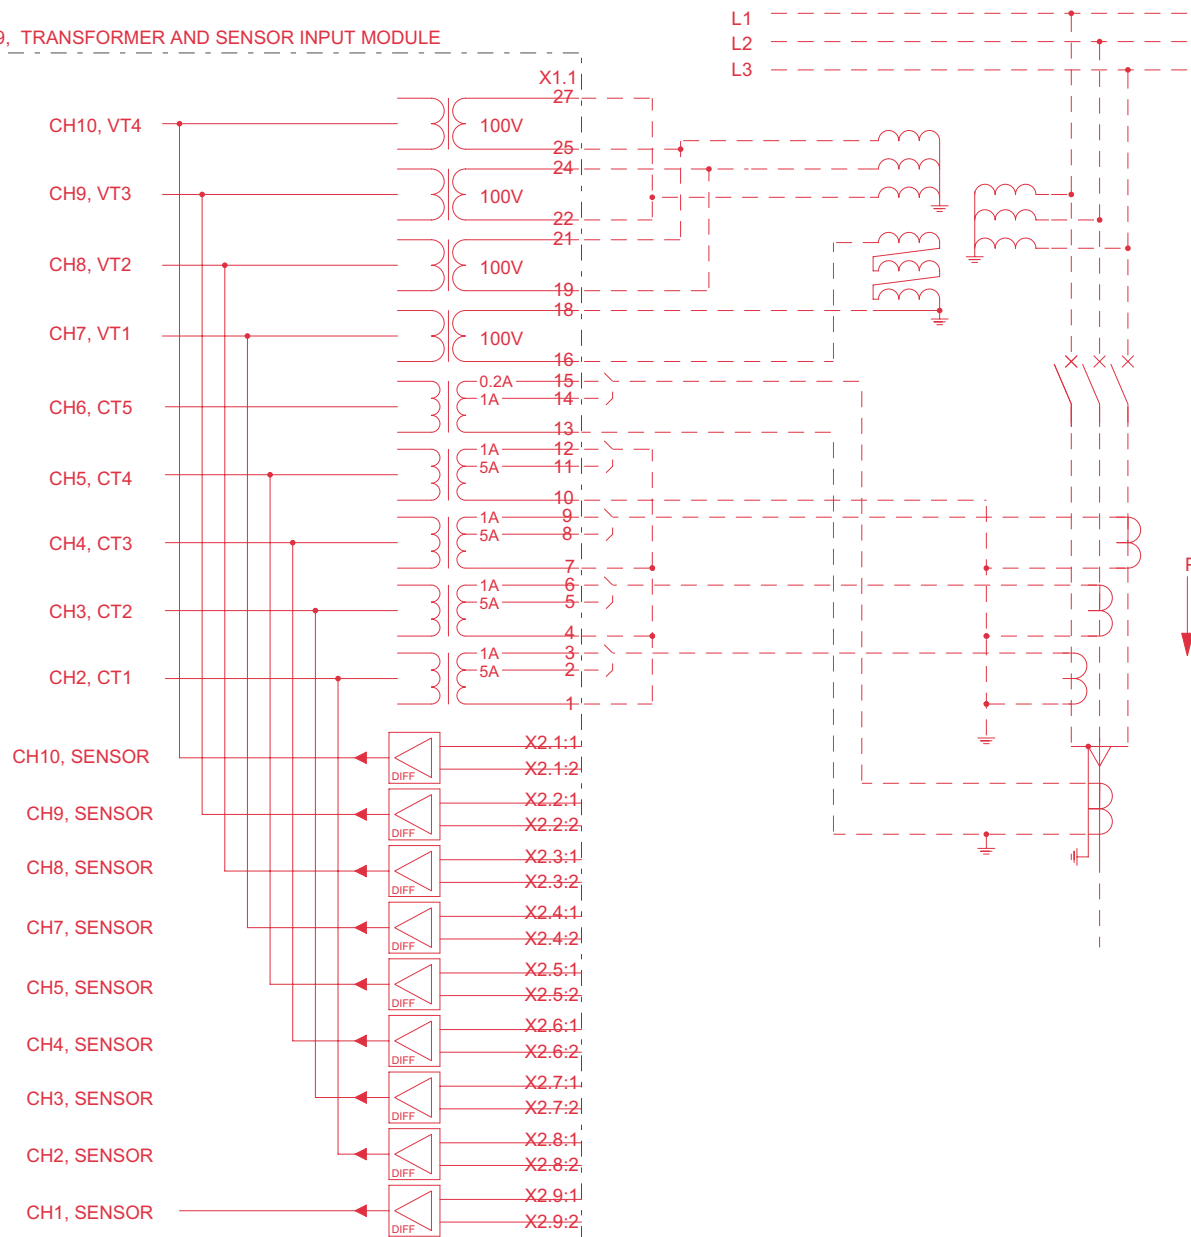 9, TRANSFORMER AND SENSOR INPUT MODULE
L1
L2
L3
X1.1
27
CH10, VT4
100V
25
24
CH9, VT3
100V
22
21
CH8, VT2
100V
19
18
CH7, VT1
100V
16
0.2A
15
CH6, CT5
1A
14
13
1A
12
CH5, CT4
5A
11
10
1A
9
CH4, CT3
5A
8
7
1A
6
CH3, CT2
5A
5
4
1A
3
CH2, CT1
5A
2
1
X2.1:1
CH10, SENSOR
DIFF
X2.1:2
X2.2:1
CH9, SENSOR
DIFF
X2.2:2
X2.3:1
CH8, SENSOR
DIFF
X2.3:2
X2.4:1
CH7, SENSOR
DIFF
X2.4:2
X2.5:1
CH5, SENSOR
DIFF
X2.5:2
X2.6:1
CH4, SENSOR
DIFF
X2.6:2
X2.7:1
CH3, SENSOR
DIFF
X2.7:2
X2.8:1
CH2, SENSOR
DIFF
X2.8:2
X2.9:1
CH1, SENSOR
DIFF
X2.9:2